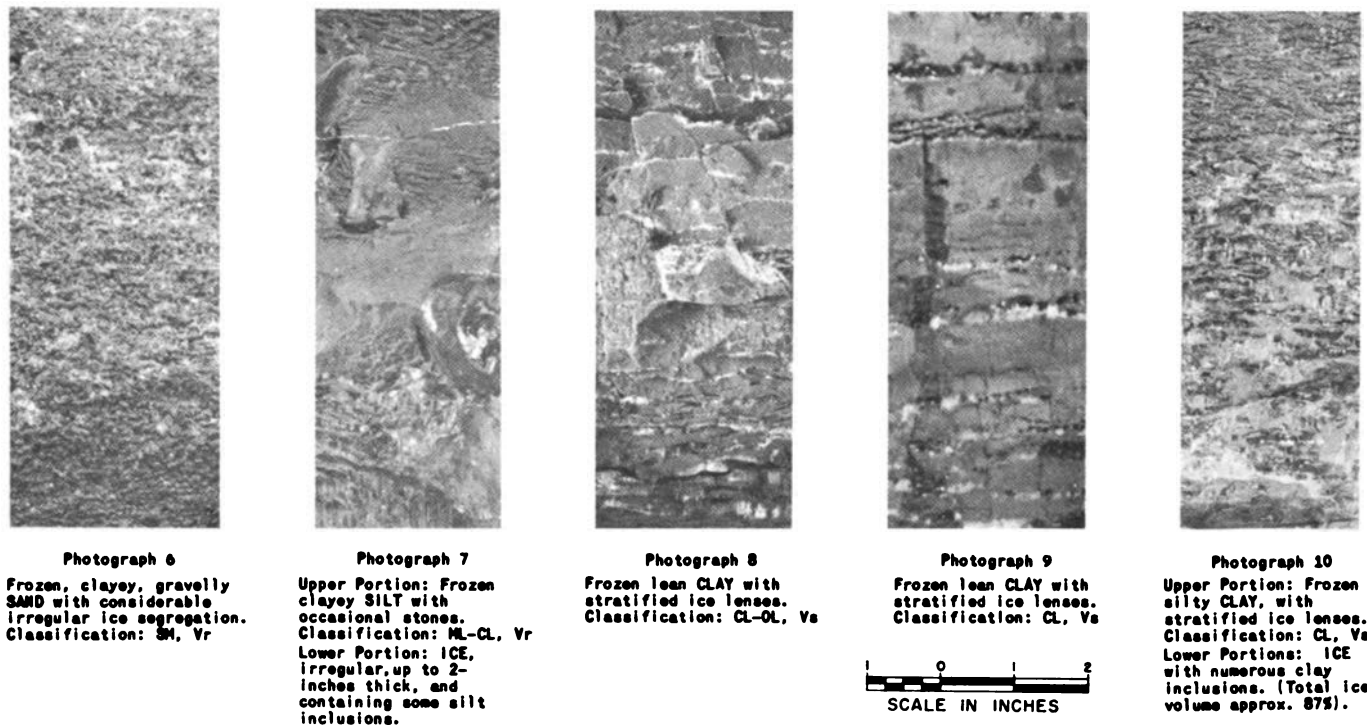 Photograph 6
Frozen, clayey, gravelly
SAND with considerable
irregular ice segregation.
Classification: SM, Vr
Photograph 7
Upper Portion: Frozen
clayey SILT with
occasional stones.
Classification: ML-CL, Vr
Lower Portion: ICE,
irregular, up to 2-
inches thick, and
containing some silt
inclusions.
Photograph 8
Frozen lean CLAY with
stratified ice lenses.
Classification: CL-OL, Vs
Photograph 9
Frozen lean CLAY with
stratified ice lenses.
Classification: CL, Vs
1 0 1 2
SCALE IN INCHES
Photograph 10
Upper Portion: Frozen
silty CLAY, with
stratified ice lenses.
Classification: CL, Vs
Lower Portions: ICE
with numerous clay
inclusions. (Total ice
volume approx. 87%).